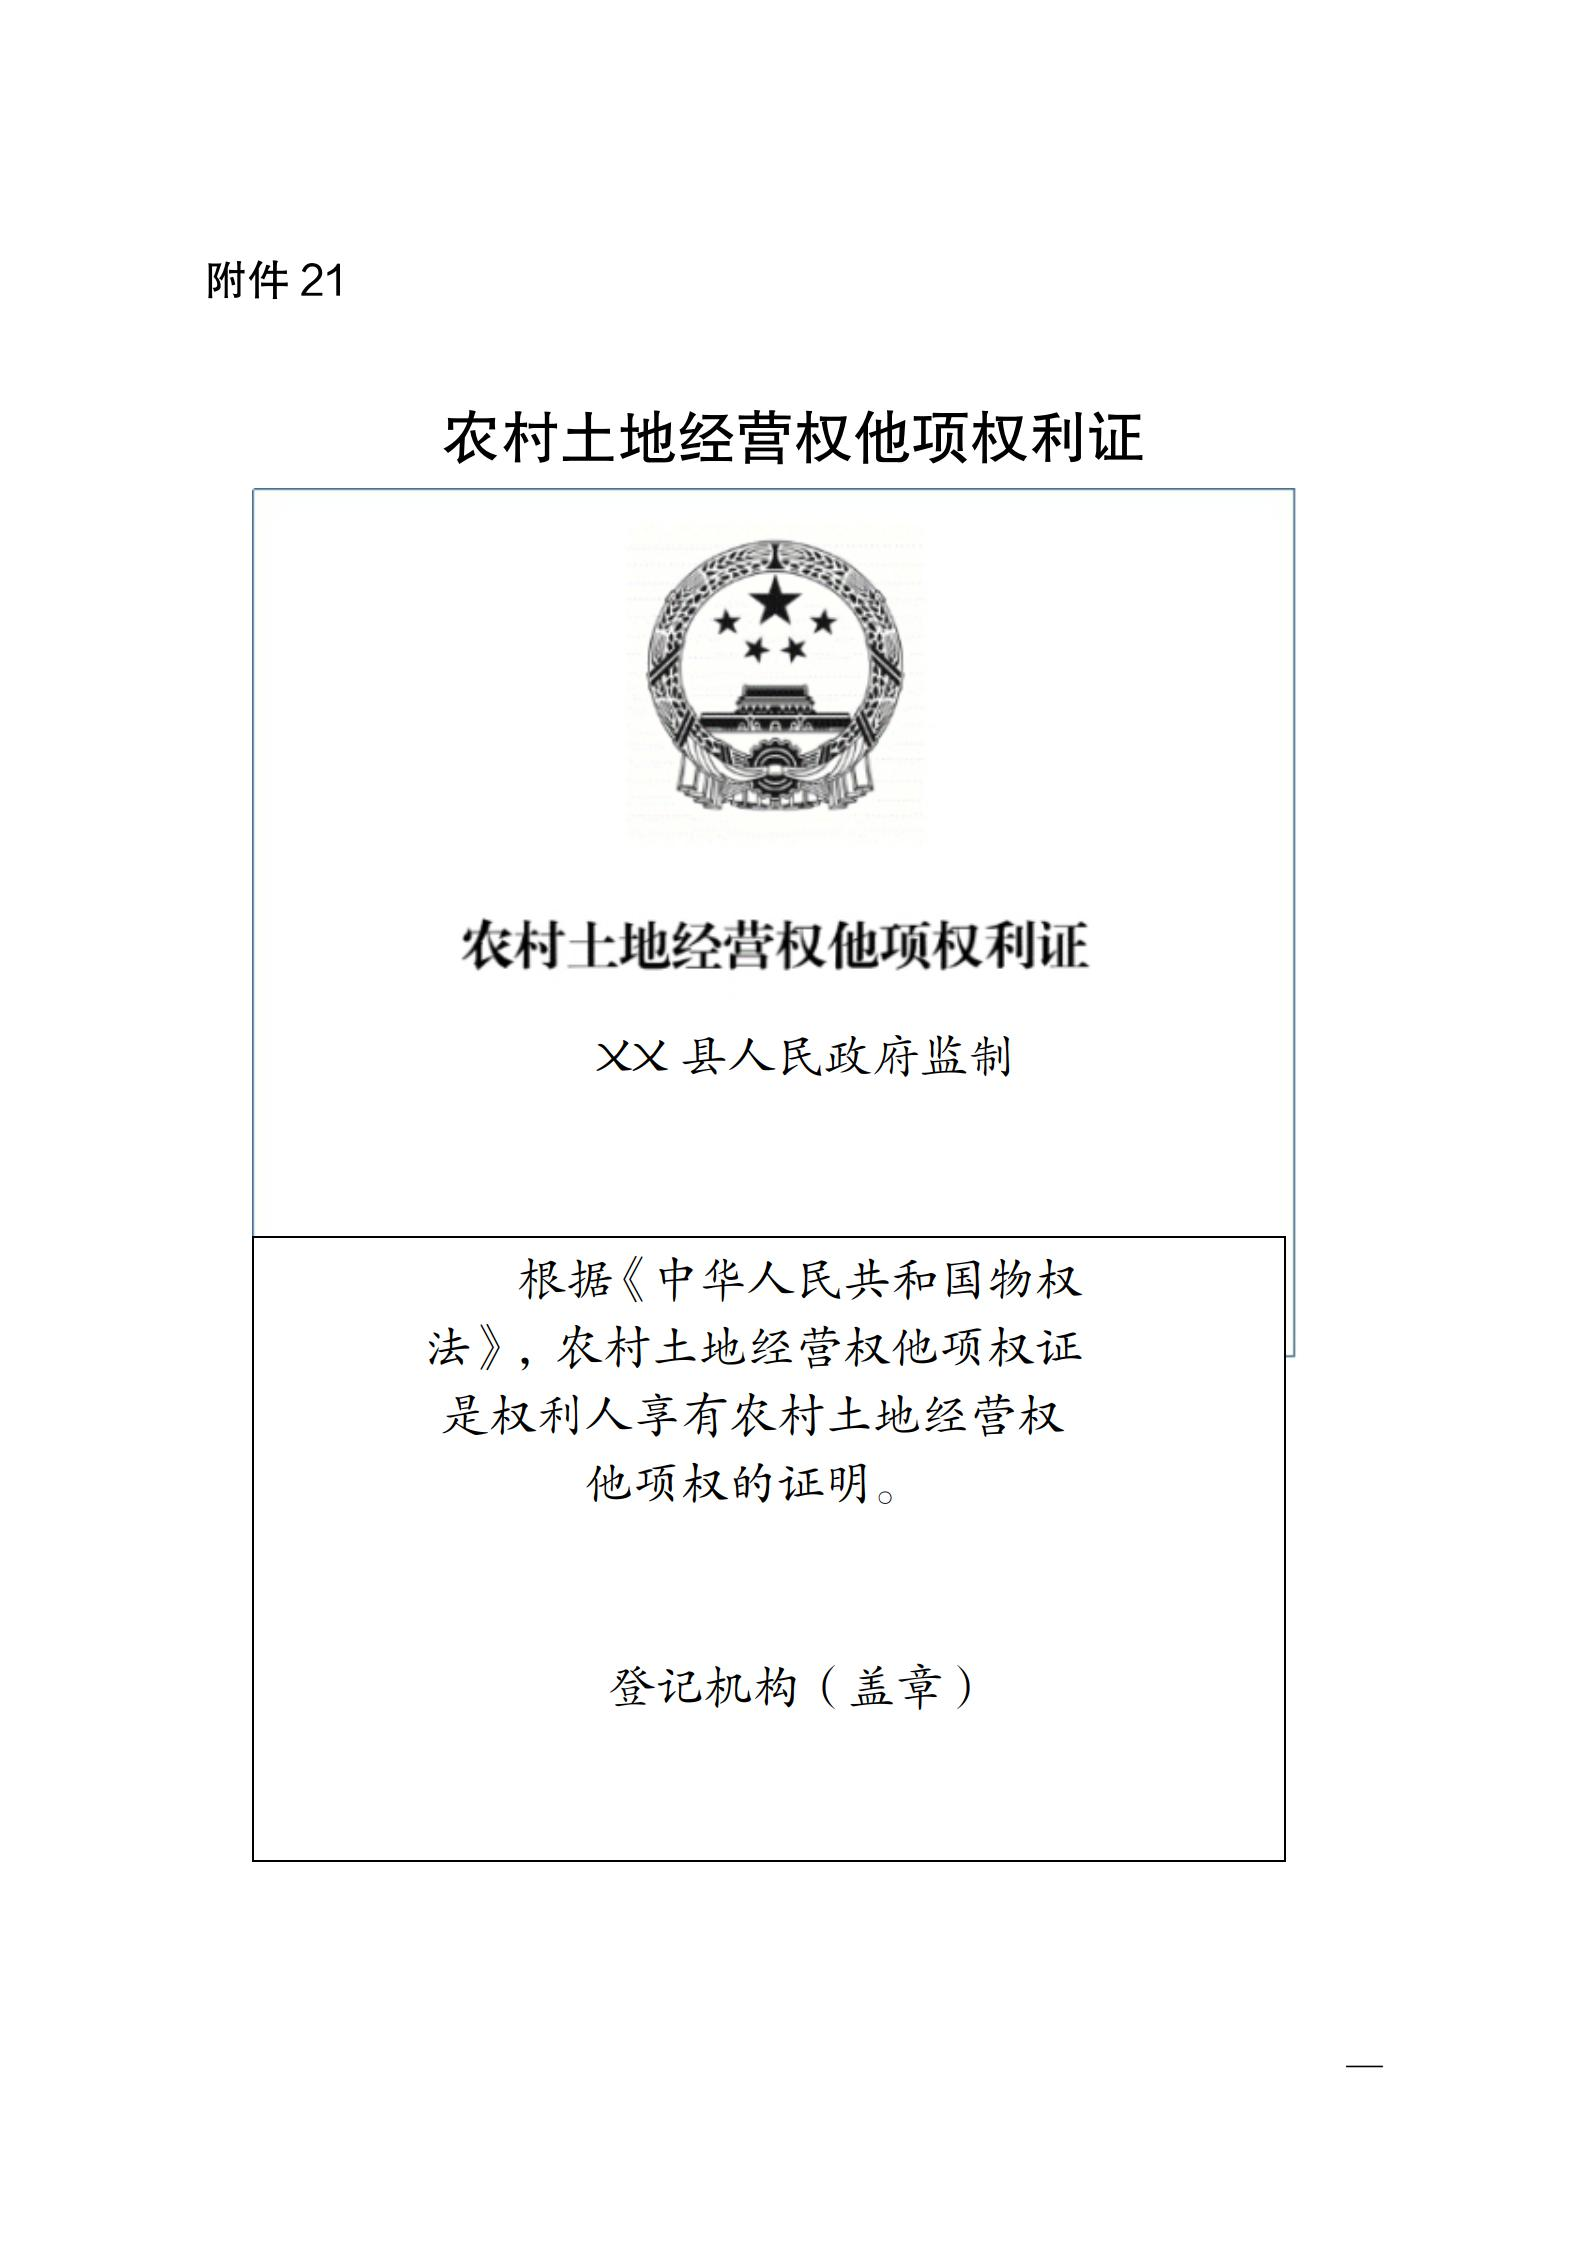 附件 21
农村土地经营权他项权利证
农村土地经营权他项权利证
XX 县人民政府监制
根据《中华人民共和国物权
法》，农村土地经营权他项权证
是权利人享有农村土地经营权
他项权的证明。
登记机构（盖章）
—